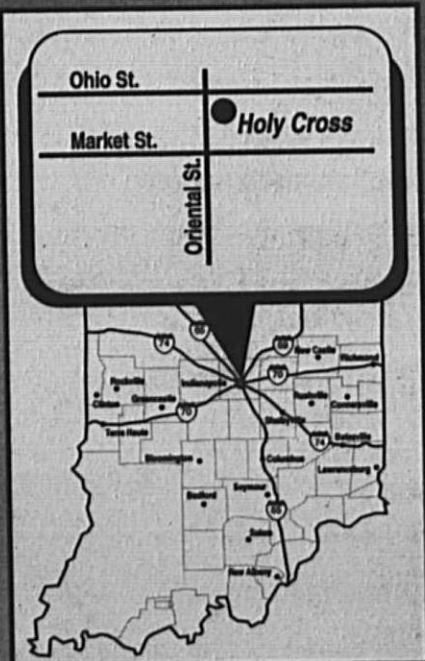 Ohio St.
Holy Cross
Market St.
Oriental St.
65
74
69
New Castle
Richmond
70
Indianapolis
Rockville
Clinton
Greencastle
Rushville
Connersville
70
Shelbyville
Terre Haute
74
Batesville
Bloomington
Columbus
Lawrenceburg
Seymour
Bedford
65
Salem
New Albany